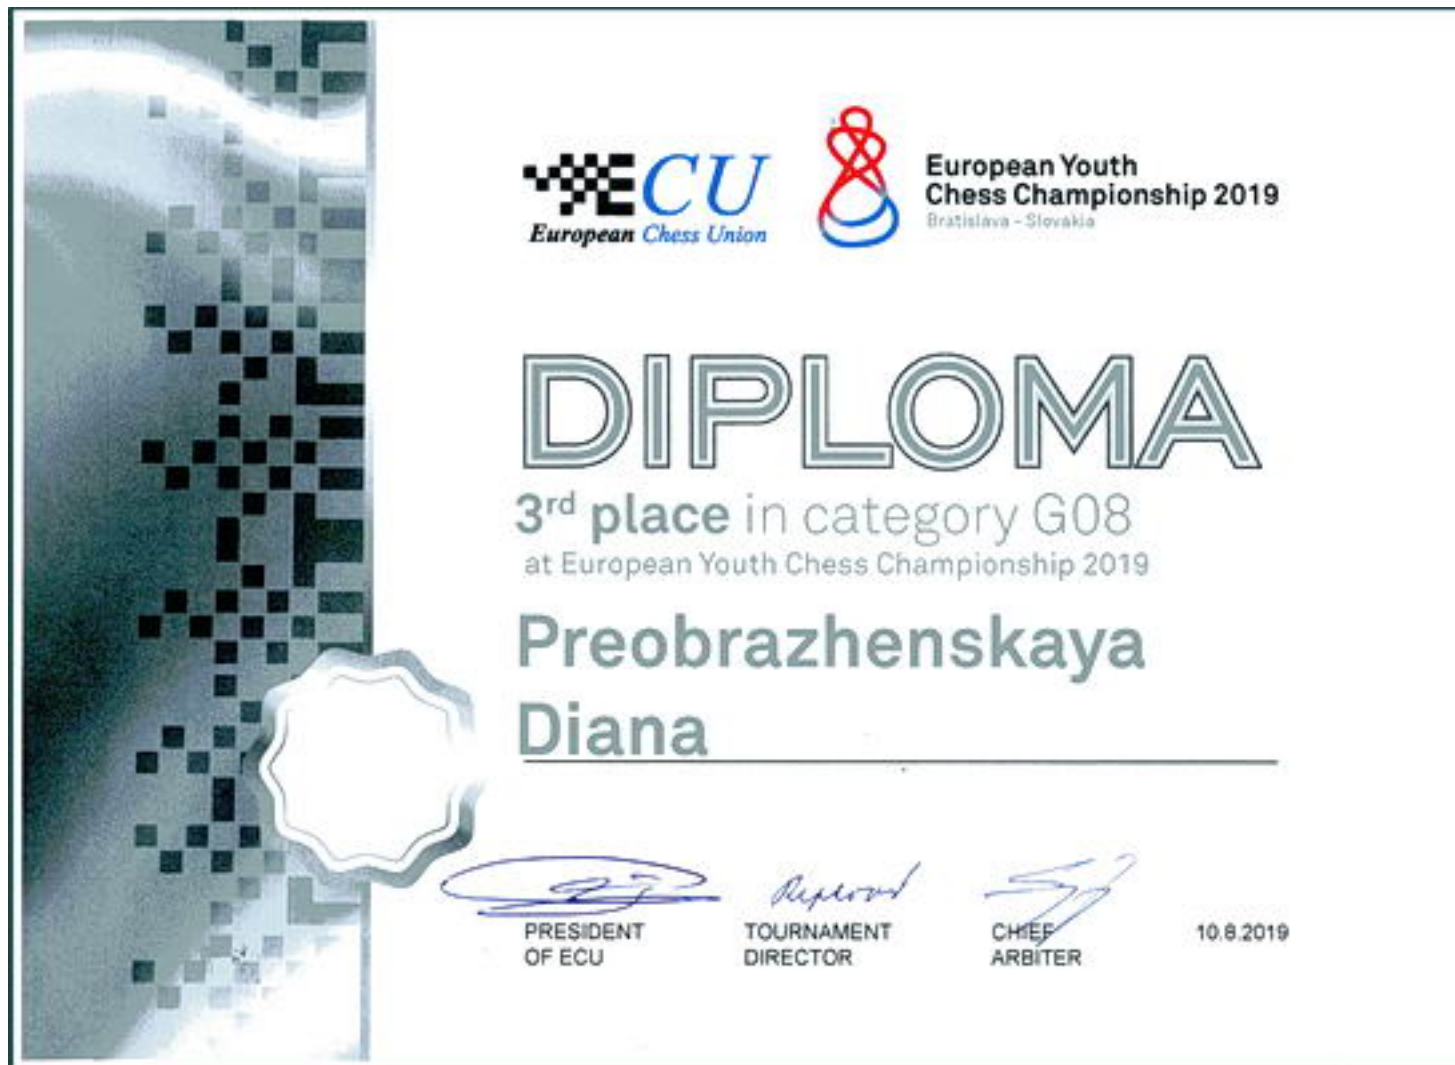 ECU
European Chess Union
European Youth
Chess Championship 2019
Bratislava - Slovakia
DIPLOMA
3rd place in category G08
at European Youth Chess Championship 2019
Preobrazhenskaya
Diana
PRESIDENT
OF ECU
TOURNAMENT
DIRECTOR
CHIEF
ARBITER
10.8.2019